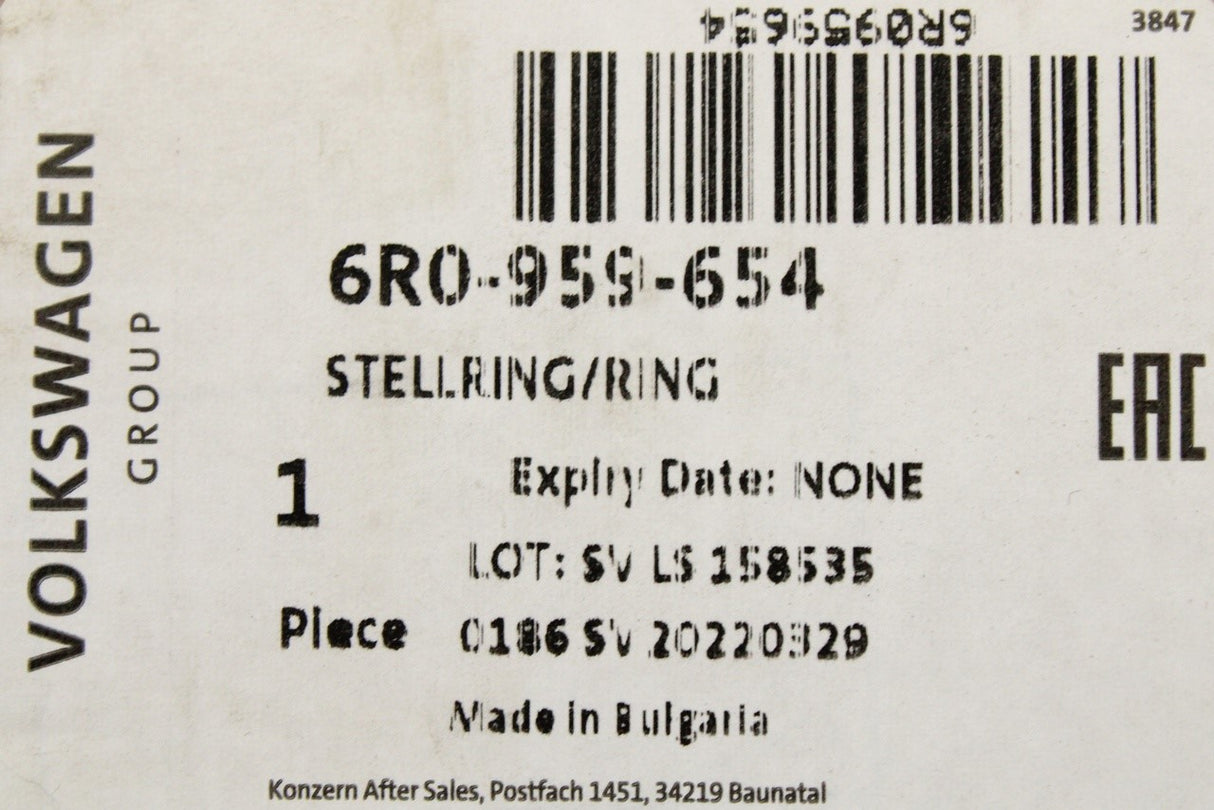 6R0959654
3847
VOLKSWAGEN
GROUP
6R0-959-654
STELLRING/RING
EAC
1
Expiry Date: NONE
LOT: SV LS 158535
Piece
0186 SV 20220329
Made in Bulgaria
Konzern After Sales, Postfach 1451, 34219 Baunatal